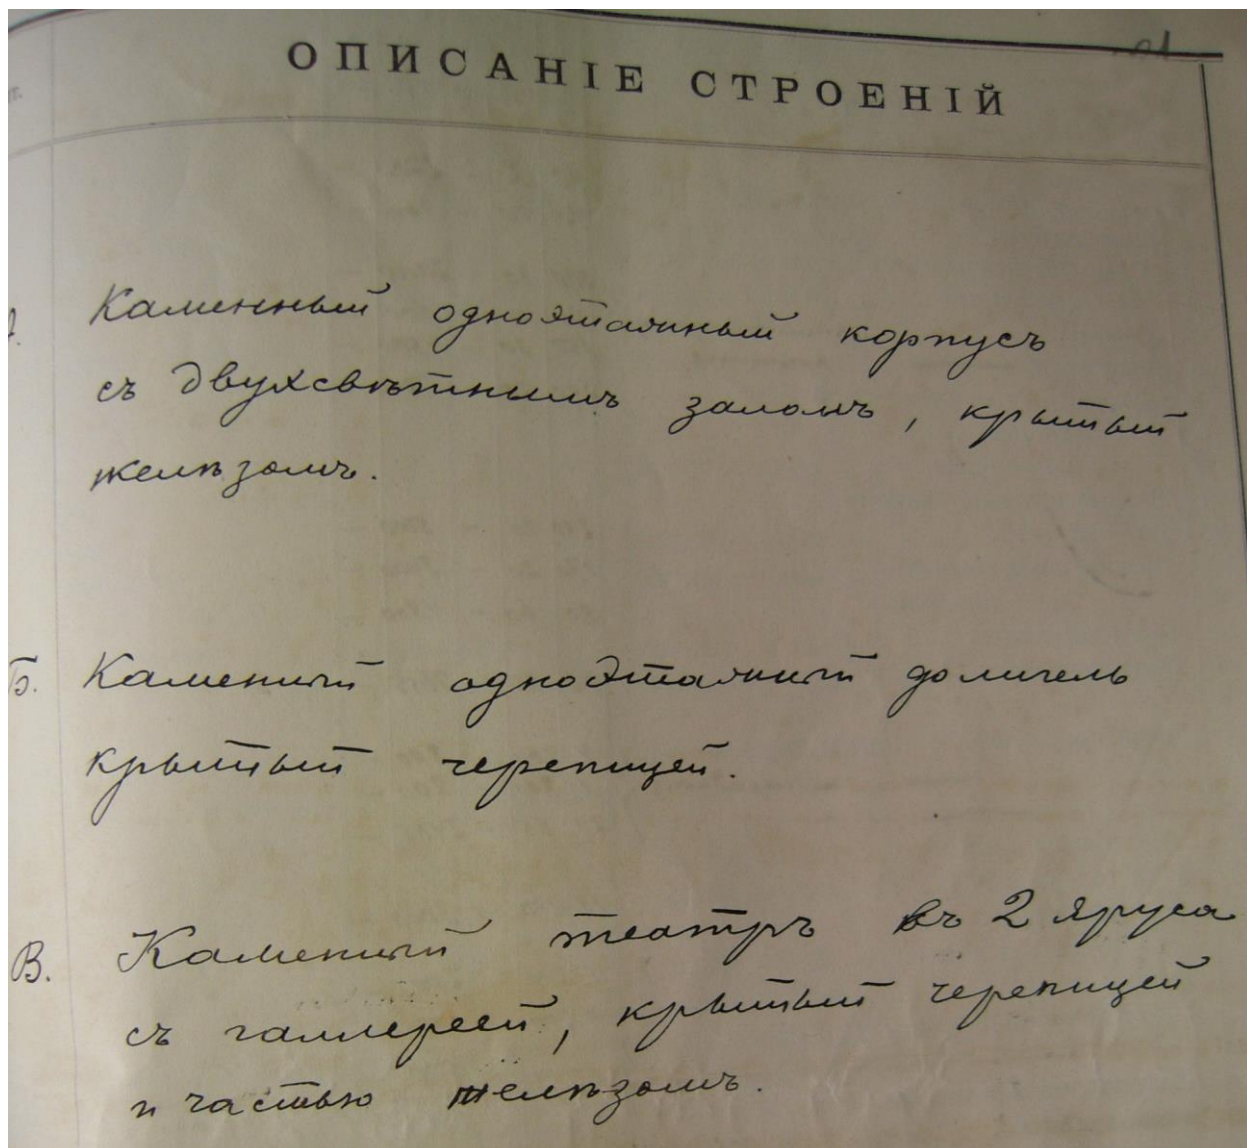 ОПИСАНІЕ СТРОЕНІЙ
Каменный одноэтажный корпусъ
съ двухсвѣтнымъ заломъ, крытый
желѣзомъ.
Б. Каменный одноэтажный
крытый черепицей.
В. Каменный театръ въ 2 яруса
съ галлереей, крытый черепицей
и частью желѣзомъ.